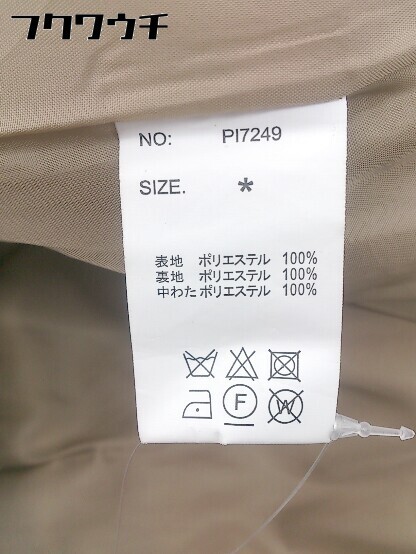 フクワウチ
NO: PI7249
SIZE. *
表地 ポリエステル 100%
裏地 ポリエステル 100%
中わた ポリエステル 100%
F W